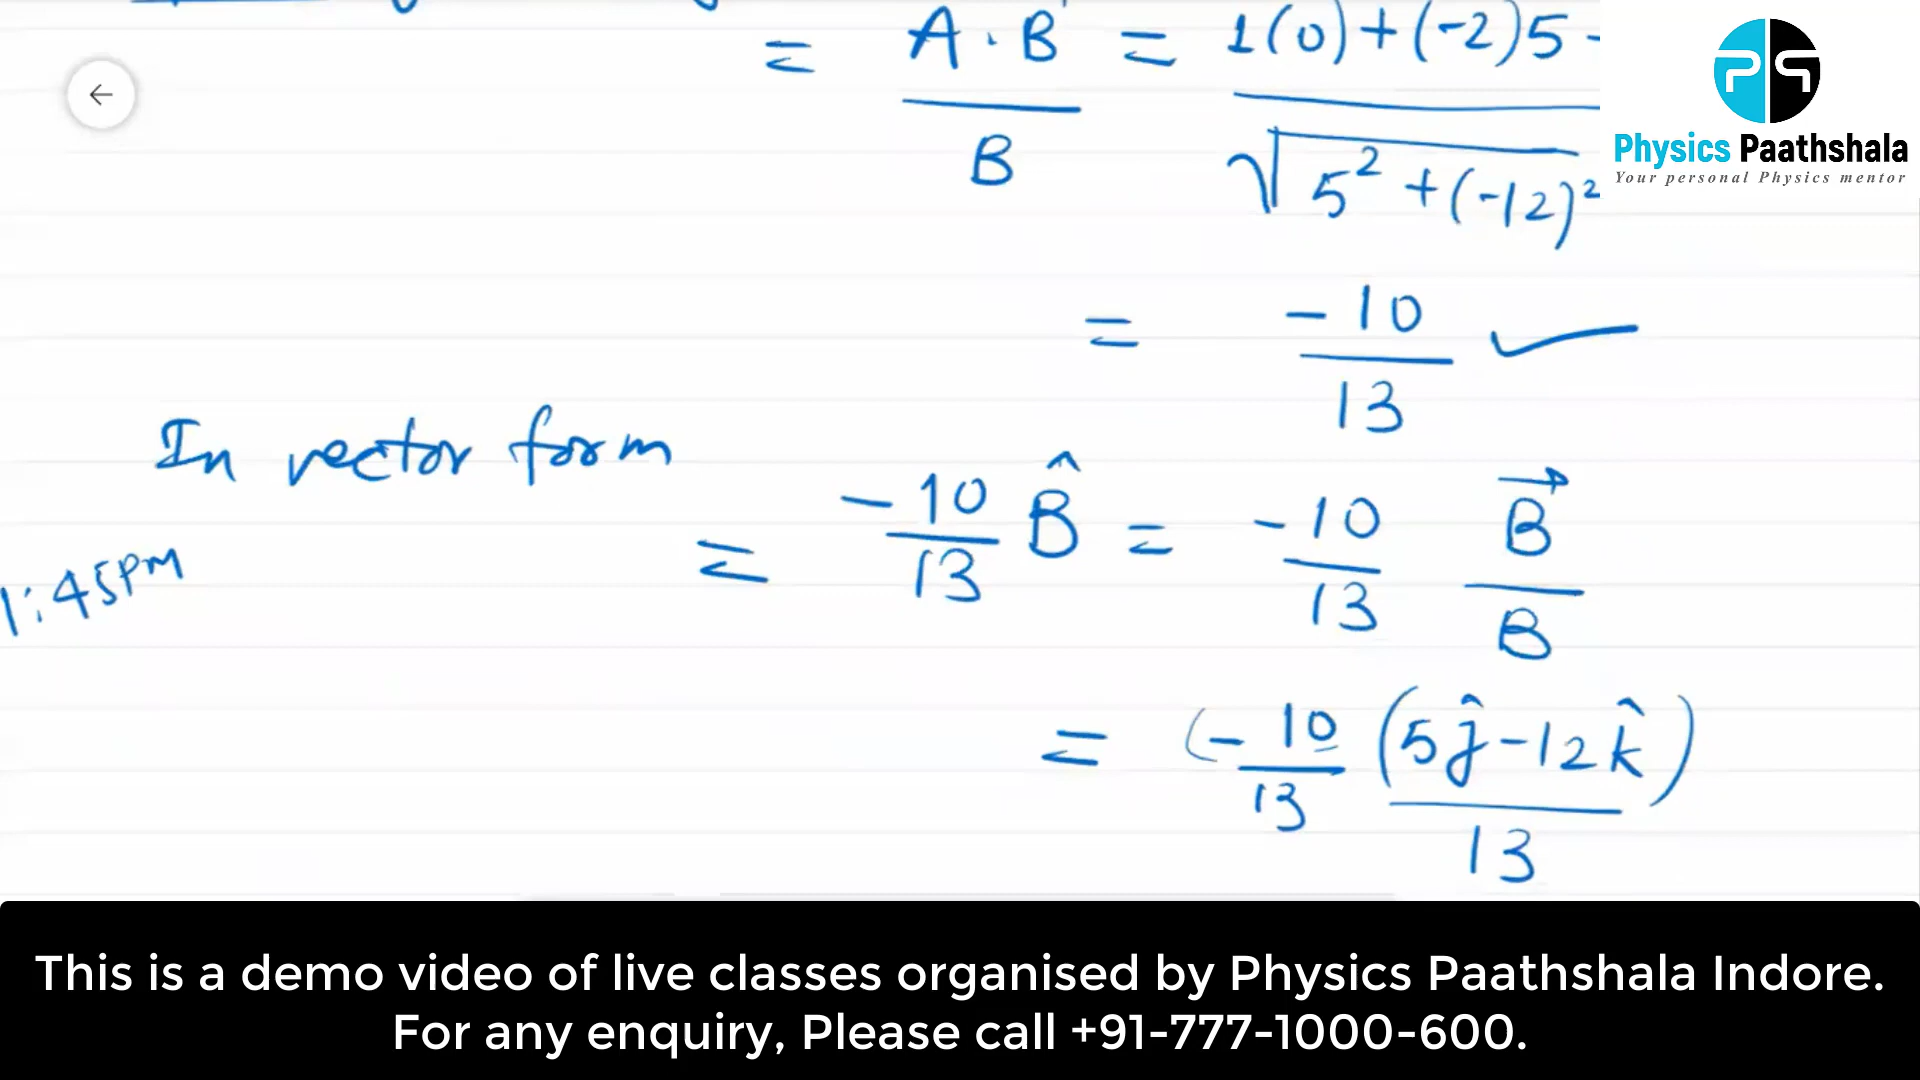 = A · B / B = 1(0)+(-2)5 -
√5² + (-12)²
= -10/13 ✓
In vector form
= -10/13 B̂ = -10/13 B⃗/B
1:45PM
= (-10/13 (5ĵ-12k̂)/13
PS
Physics Paathshala
Your personal Physics mentor
This is a demo video of live classes organised by Physics Paathshala Indore.
For any enquiry, Please call +91-777-1000-600.